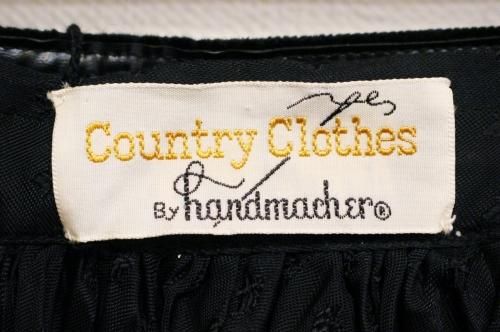 Country Clothes
By handmacher®